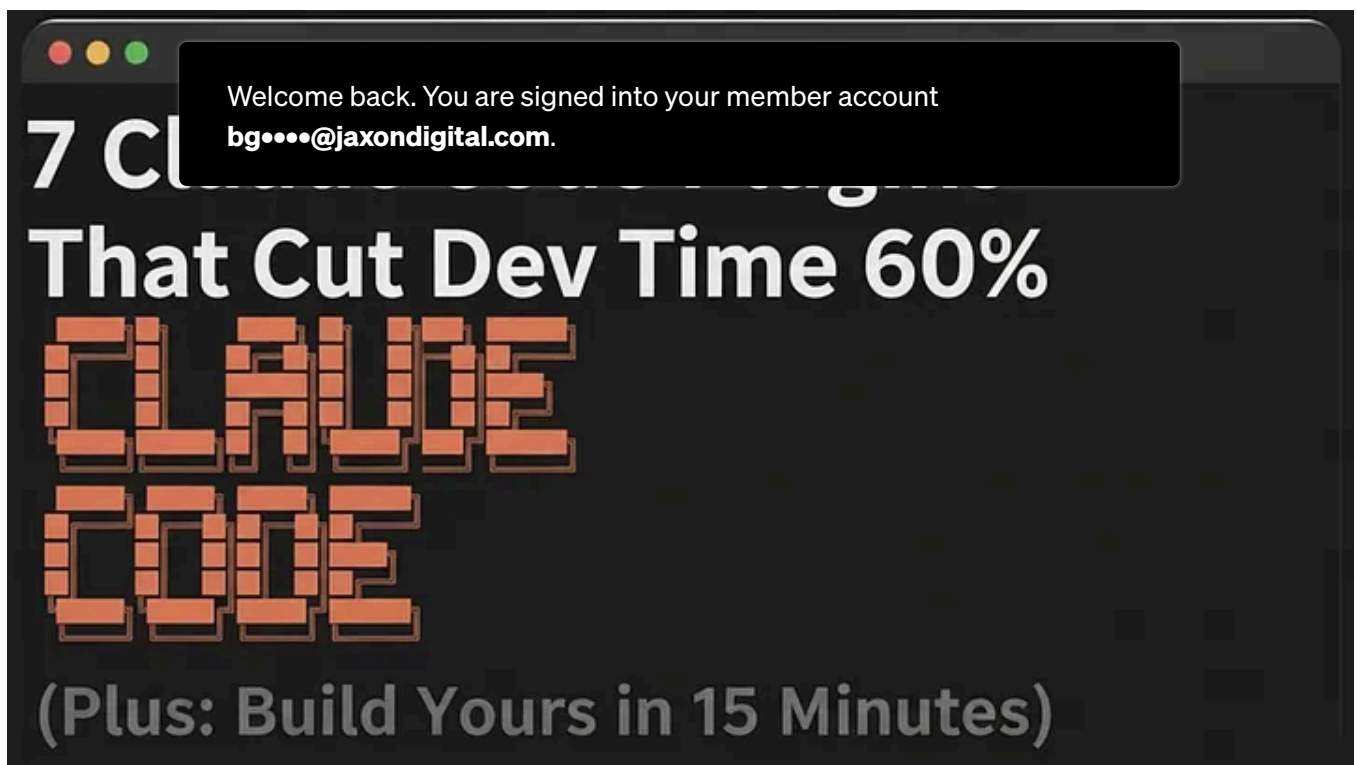 Welcome back. You are signed into your member account
bg••••@jaxondigital.com.
7
That Cut Dev Time 60%
CLAUDE
CODE
(Plus: Build Yours in 15 Minutes)